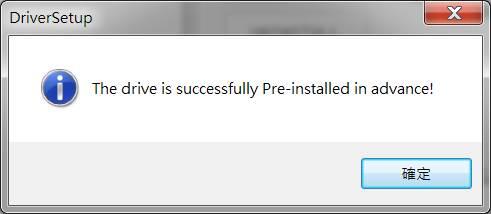 DriverSetup
The drive is successfully Pre-installed in advance!
確定